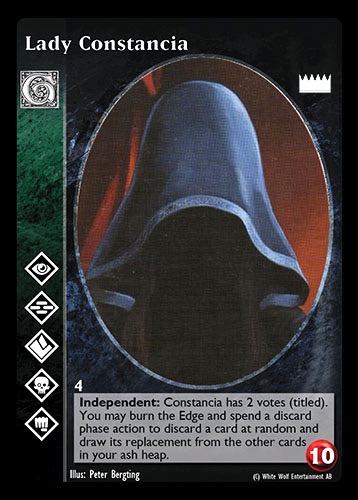 Lady Constancia
4
Independent: Constancia has 2 votes (titled).
You may burn the Edge and spend a discard
phase action to discard a card at random and
draw its replacement from the other cards
in your ash heap.
10
Illus: Peter Bergting
(C) White Wolf Entertainment AB